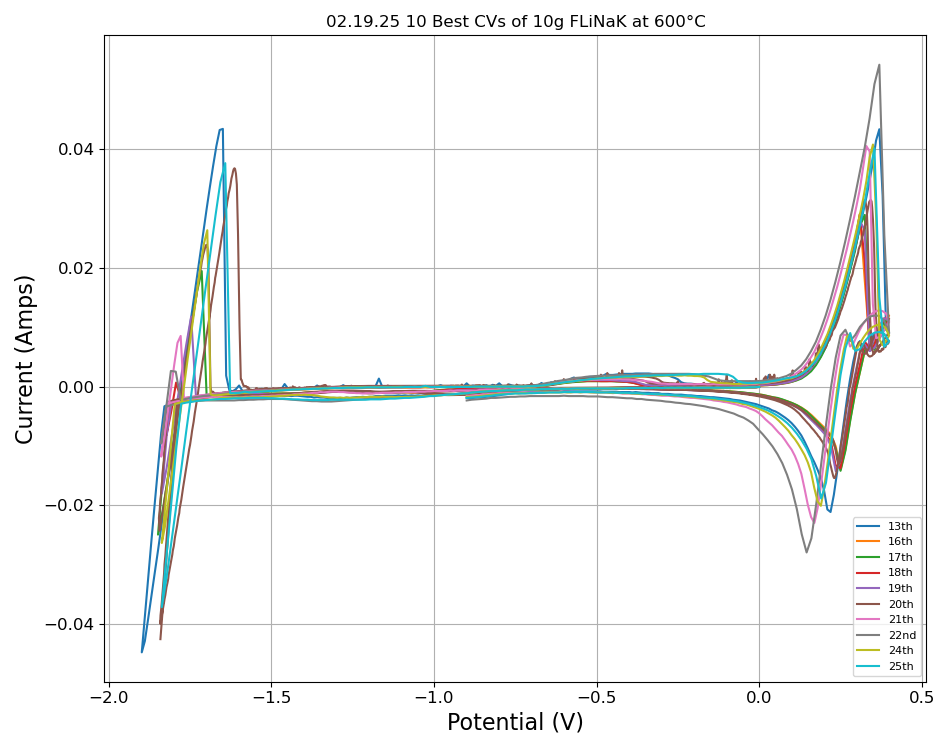 02.19.25 10 Best CVs of 10g FLiNaK at 600°C
Current (Amps)
0.04
0.02
0.00
−0.02
−0.04
−2.0
−1.5
−1.0
−0.5
0.0
0.5
Potential (V)
13th
16th
17th
18th
19th
20th
21th
22nd
24th
25th